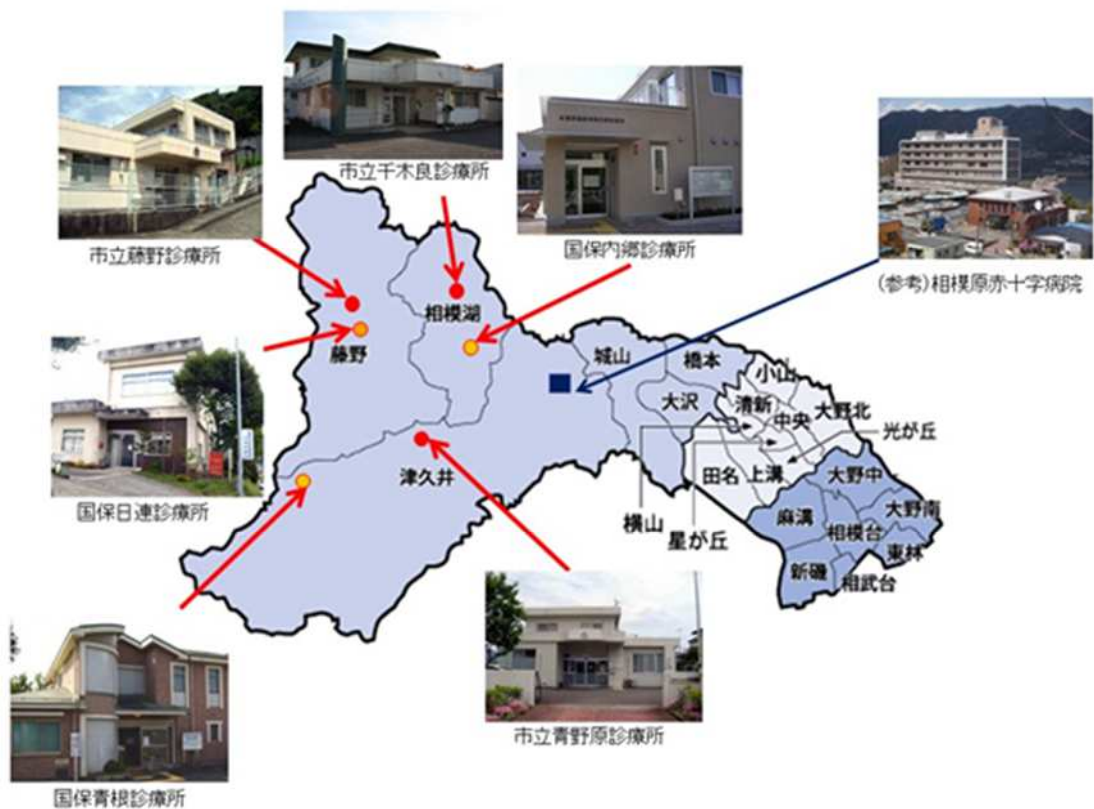 市立千木良診療所
市立藤野診療所
国保内郷診療所
(参考)相模原赤十字病院
相模湖
藤野
城山
橋本
小山
大沢
清新
中央
大野北
光が丘
国保日連診療所
津久井
田名
上溝
大野中
横山
星が丘
麻溝
相模台
大野南
東林
新磯
相武台
市立青野原診療所
国保青根診療所